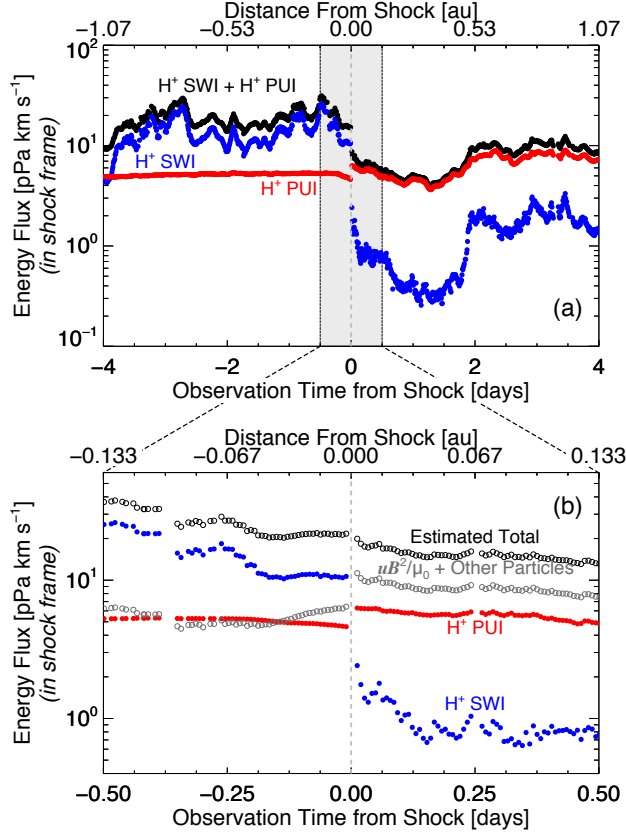 Distance From Shock [au]
−1.07 −0.53 0.00 0.53 1.07
10²
10¹
10⁰
10⁻¹
Energy Flux [pPa km s⁻¹]
(in shock frame)
H⁺ SWI + H⁺ PUI
H⁺ SWI
H⁺ PUI
(a)
−4 −2 0 2 4
Observation Time from Shock [days]
Distance From Shock [au]
−0.133 −0.067 0.000 0.067 0.133
(b)
10¹
10⁰
Energy Flux [pPa km s⁻¹]
(in shock frame)
Estimated Total
uB²/μ₀ + Other Particles
H⁺ PUI
H⁺ SWI
−0.50 −0.25 0.00 0.25 0.50
Observation Time from Shock [days]